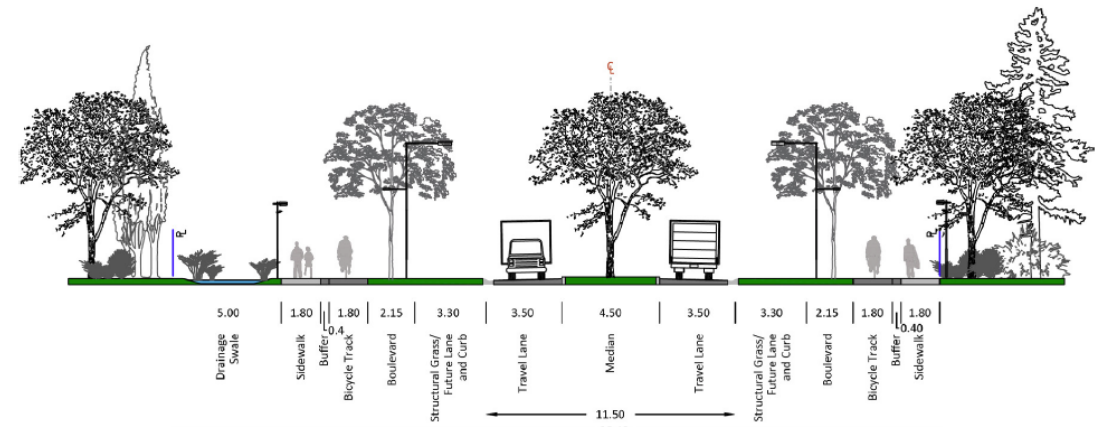 ℄
℞
℞
5.00
1.80
0.4
1.80
2.15
3.30
3.50
4.50
3.50
3.30
2.15
1.80
0.40
1.80
Drainage
Swale
Sidewalk
Buffer
Bicycle Track
Boulevard
Structural Grass/
Future Lane
and Curb
Travel Lane
Median
Travel Lane
Structural Grass/
Future Lane
and Curb
Boulevard
Bicycle Track
Buffer
Sidewalk
11.50